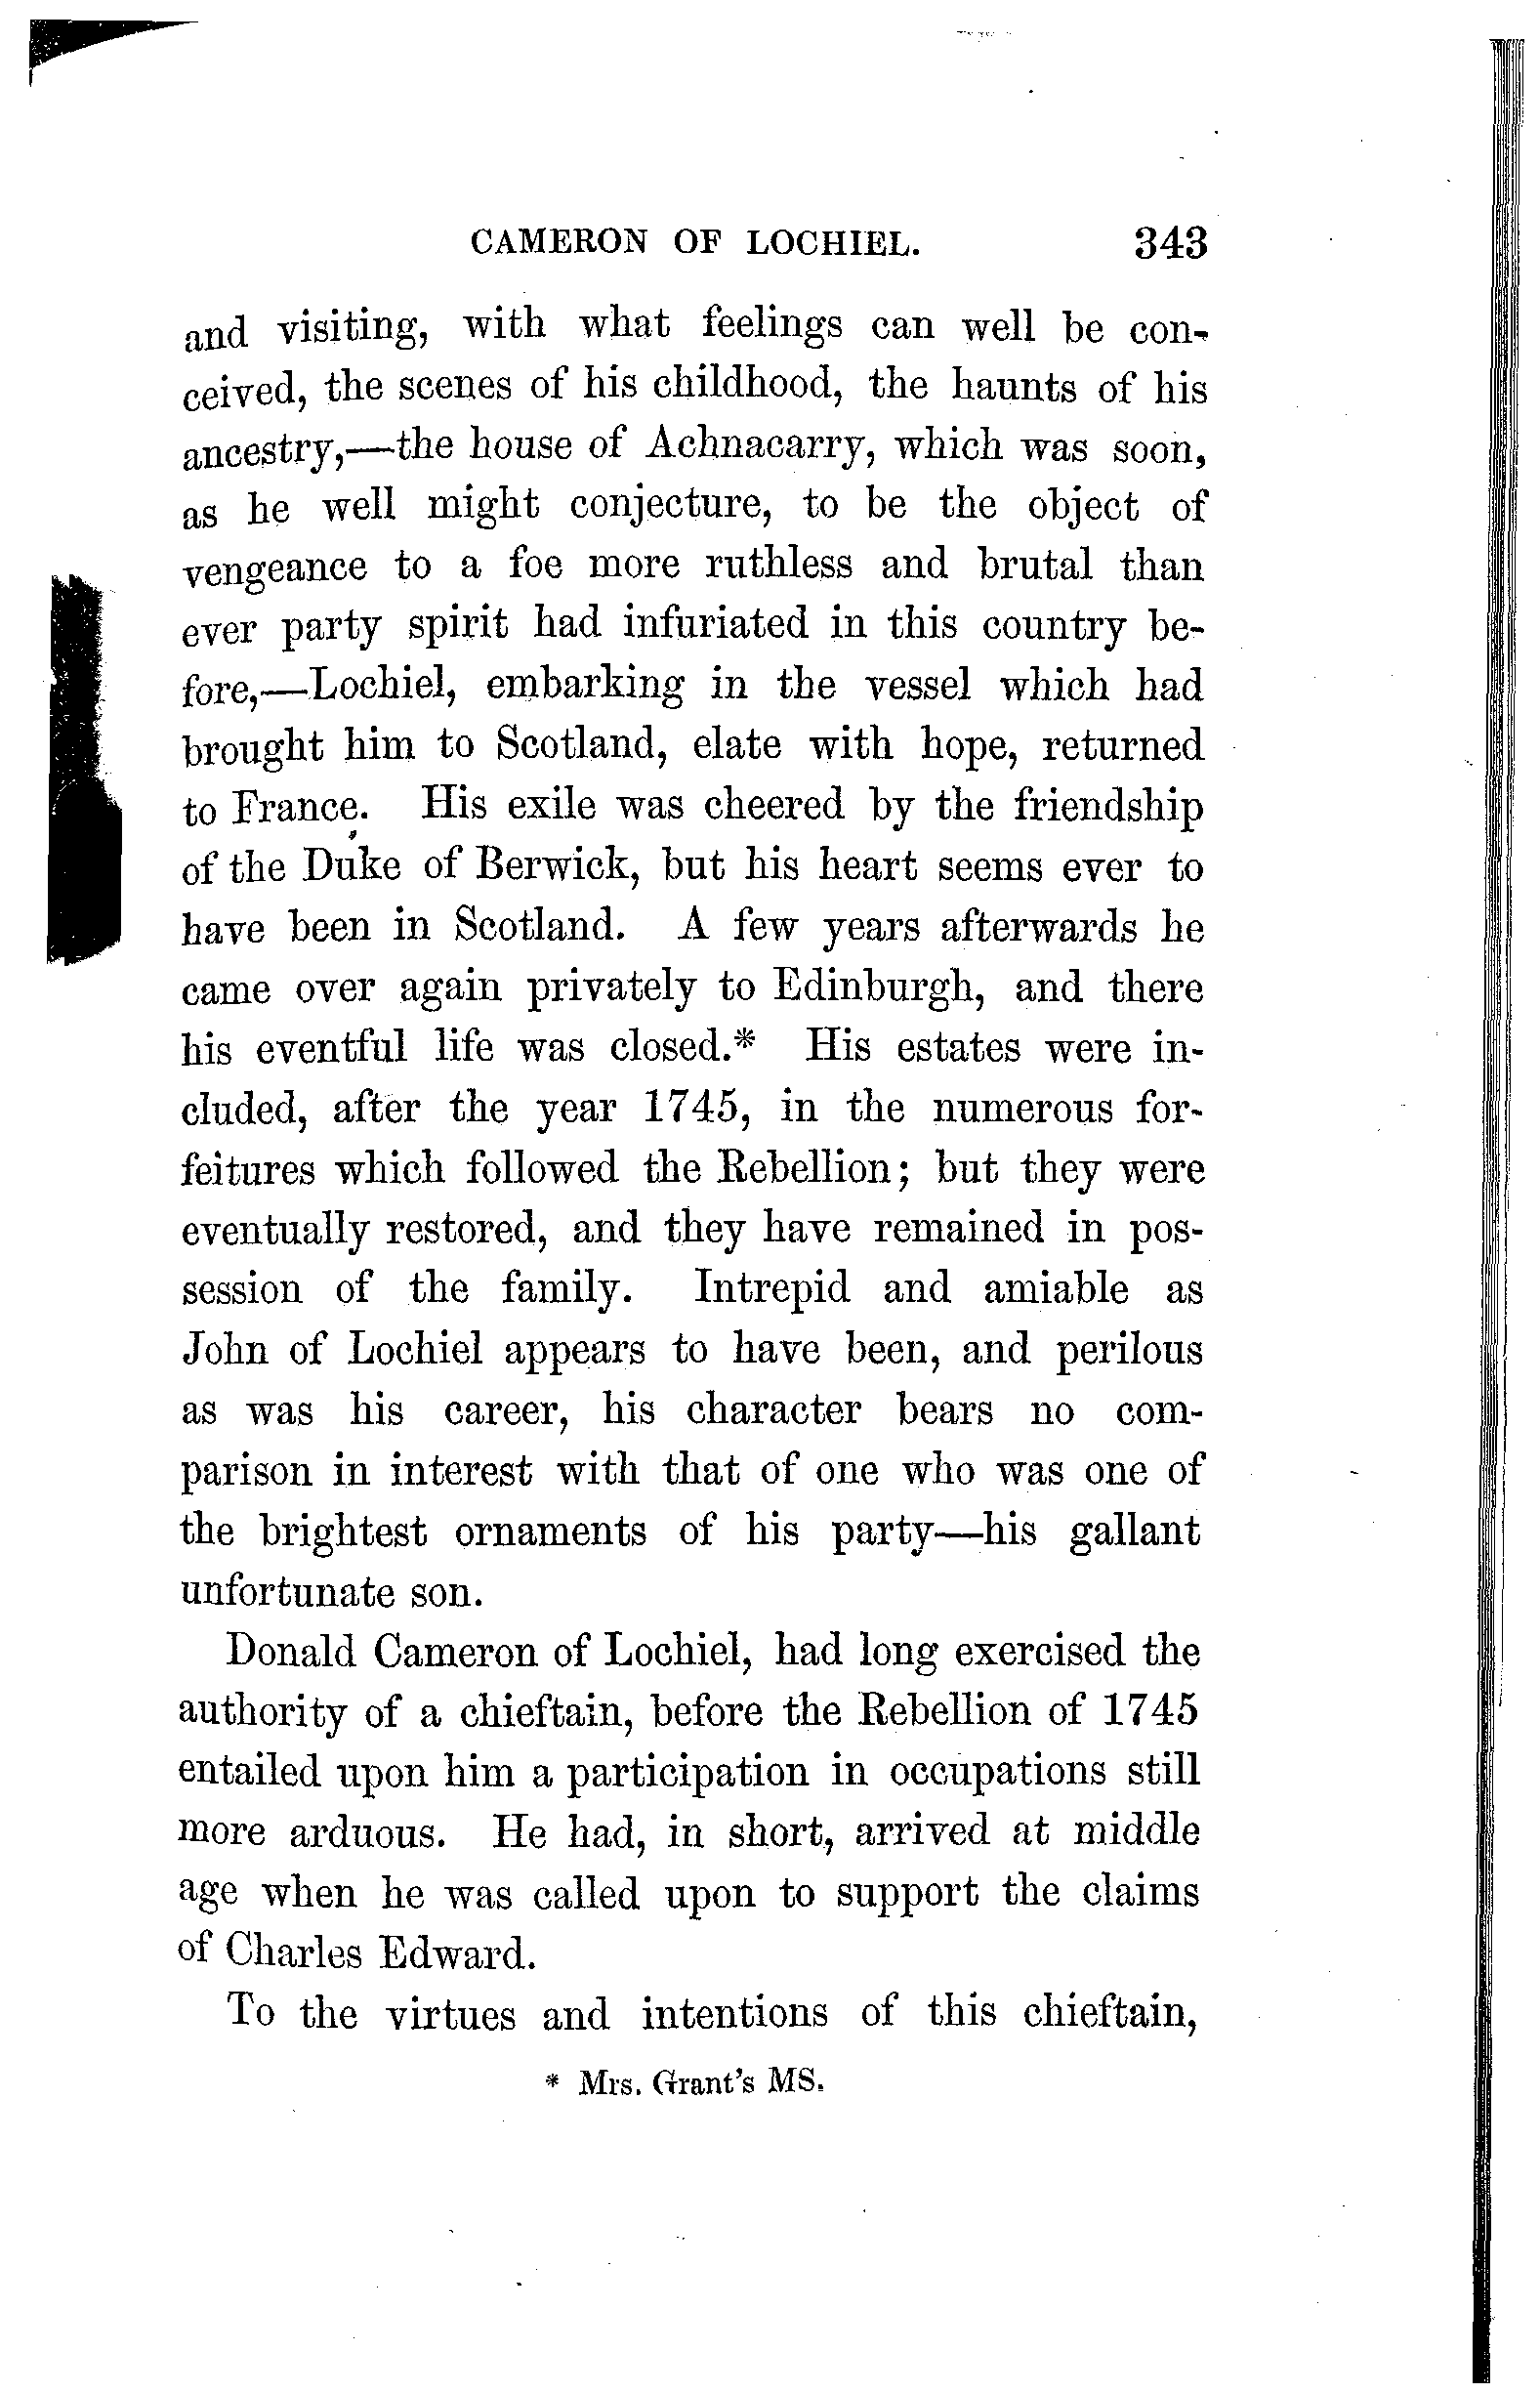 CAMERON OF LOCHIEL. 343
and visiting, with what feelings can well be con-
ceived, the scenes of his childhood, the haunts of his
ancestry,—the house of Achnacarry, which was soon,
as he well might conjecture, to be the object of
vengeance to a foe more ruthless and brutal than
ever party spirit had infuriated in this country be-
fore,—Lochiel, embarking in the vessel which had
brought him to Scotland, elate with hope, returned
to France. His exile was cheered by the friendship
of the Duke of Berwick, but his heart seems ever to
have been in Scotland. A few years afterwards he
came over again privately to Edinburgh, and there
his eventful life was closed.* His estates were in-
cluded, after the year 1745, in the numerous for-
feitures which followed the Rebellion; but they were
eventually restored, and they have remained in pos-
session of the family. Intrepid and amiable as
John of Lochiel appears to have been, and perilous
as was his career, his character bears no com-
parison in interest with that of one who was one of
the brightest ornaments of his party—his gallant
unfortunate son.
Donald Cameron of Lochiel, had long exercised the
authority of a chieftain, before the Rebellion of 1745
entailed upon him a participation in occupations still
more arduous. He had, in short, arrived at middle
age when he was called upon to support the claims
of Charles Edward.
To the virtues and intentions of this chieftain,
* Mrs. Grant's MS.